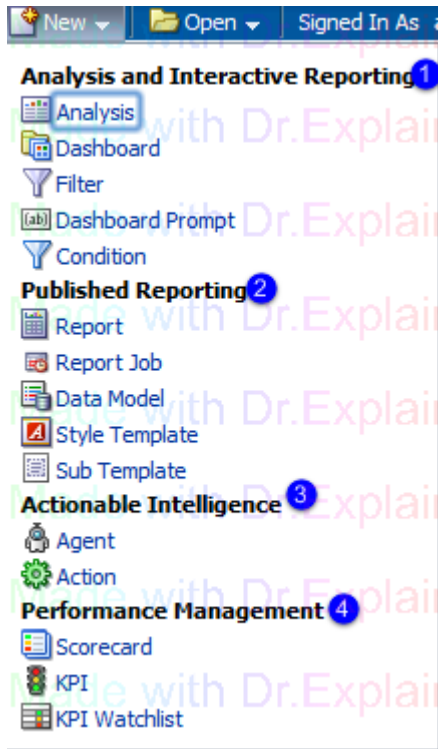 New Open Signed In As
Analysis and Interactive Reporting 1
Analysis
Dashboard
Filter
(ab) Dashboard Prompt
Condition
Published Reporting 2
Report
Report Job
Data Model
Style Template
Sub Template
Actionable Intelligence 3
Agent
Action
Performance Management 4
Scorecard
KPI
KPI Watchlist